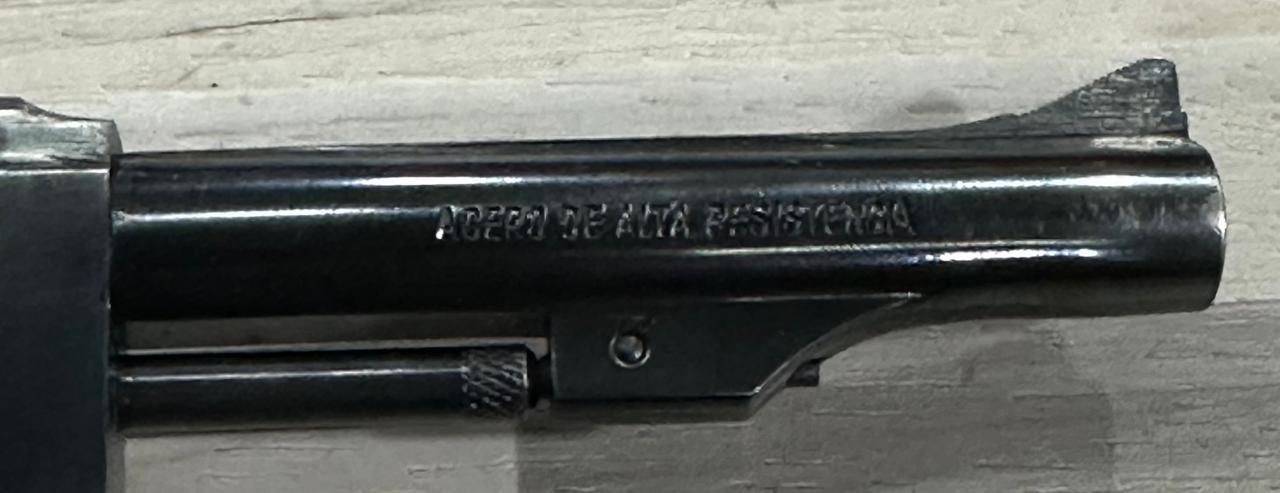 ACERO DE ALTA RESISTENCIA